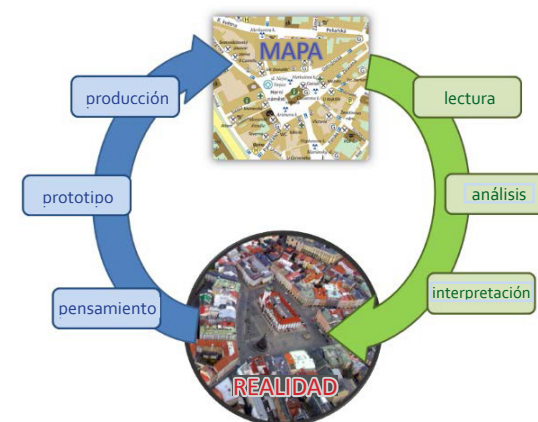 MAPA
producción
prototipo
pensamiento
lectura
análisis
interpretación
REALIDAD